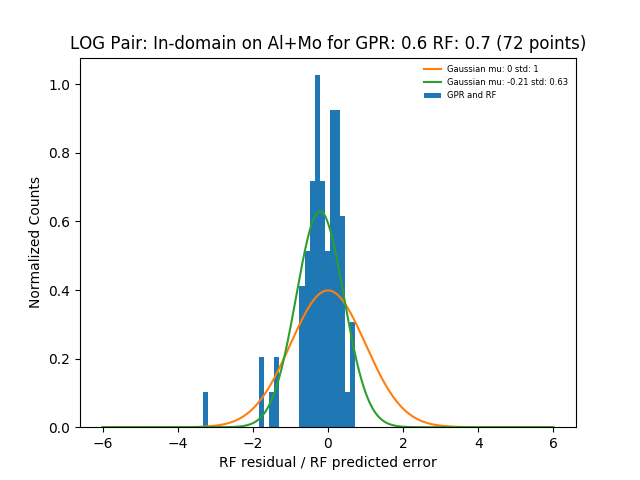 LOG Pair: In-domain on Al+Mo for GPR: 0.6 RF: 0.7 (72 points)
Gaussian mu: 0 std: 1
Gaussian mu: -0.21 std: 0.63
GPR and RF
Normalized Counts
1.0
0.8
0.6
0.4
0.2
0.0
−6 −4 −2 0 2 4 6
RF residual / RF predicted error